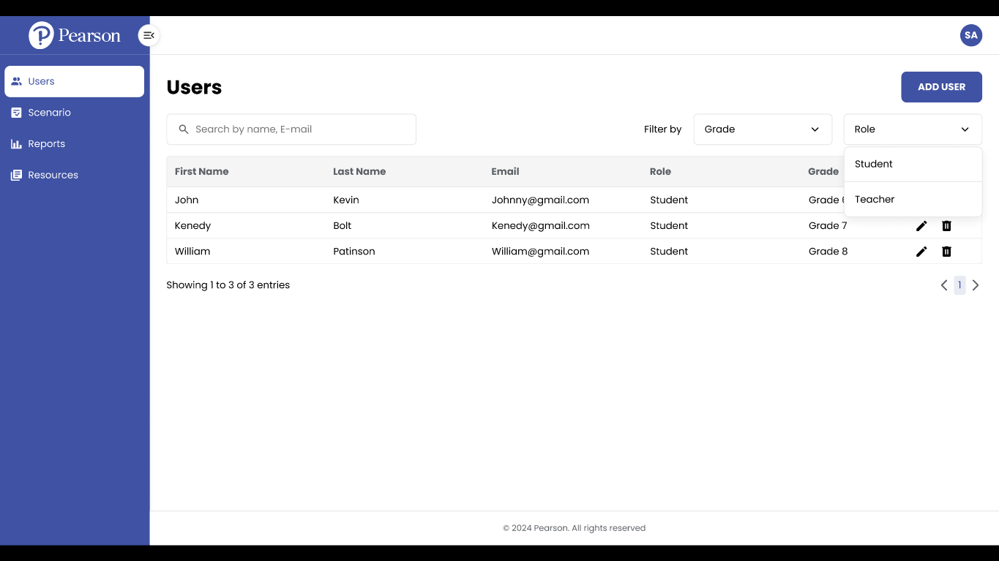 Pearson
SA
Users
Scenario
Reports
Resources
Users
ADD USER
Search by name, E-mail
Filter by Grade Role
Student
Teacher
First Name Last Name Email Role Grade
John Kevin Johnny@gmail.com Student Grade
Kenedy Bolt Kenedy@gmail.com Student Grade 7
William Patinson William@gmail.com Student Grade 8
Showing 1 to 3 of 3 entries
1
© 2024 Pearson. All rights reserved